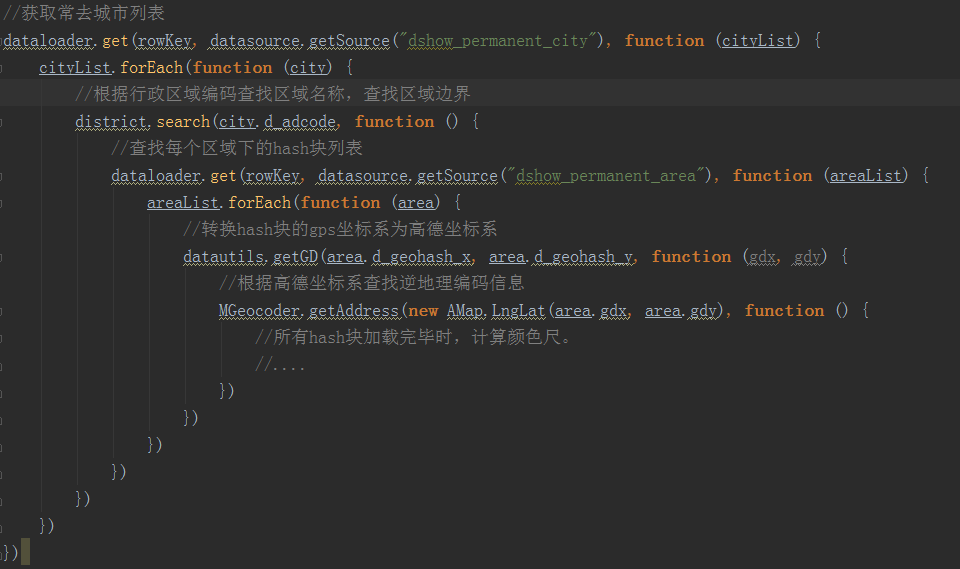 //获取常去城市列表
dataloader.get(rowKey, datasource.getSource("dshow_permanent_city"), function (cityList) {
    cityList.forEach(function (city) {
        //根据行政区域编码查找区域名称，查找区域边界
        district.search(city.d_adcode, function () {
            //查找每个区域下的hash块列表
            dataloader.get(rowKey, datasource.getSource("dshow_permanent_area"), function (areaList) {
                areaList.forEach(function (area) {
                    //转换hash块的gps坐标系为高德坐标系
                    datautils.getGD(area.d_geohash_x, area.d_geohash_y, function (gdx, gdy) {
                        //根据高德坐标系查找逆地理编码信息
                        MGeocoder.getAddress(new AMap.LngLat(area.gdx, area.gdy), function () {
                            //所有hash块加载完毕时，计算颜色尺。
                            //....
                        })
                    })
                })
            })
        })
    })
})